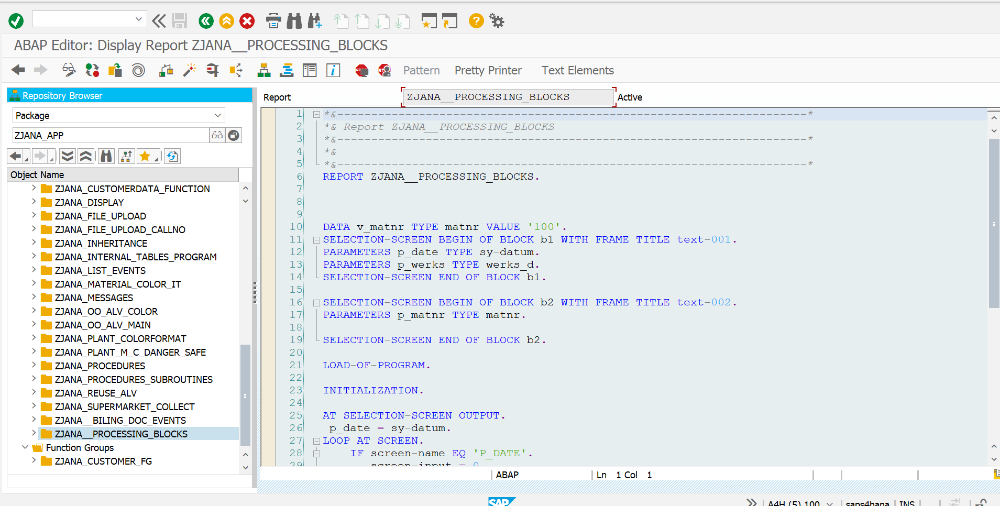 ABAP Editor: Display Report ZJANA__PROCESSING_BLOCKS
Pattern Pretty Printer Text Elements
Repository Browser
Package
ZJANA_APP
Object Name
ZJANA_CUSTOMERDATA_FUNCTION
ZJANA_DISPLAY
ZJANA_FILE_UPLOAD
ZJANA_FILE_UPLOAD_CALLNO
ZJANA_INHERITANCE
ZJANA_INTERNAL_TABLES_PROGRAM
ZJANA_LIST_EVENTS
ZJANA_MATERIAL_COLOR_IT
ZJANA_MESSAGES
ZJANA_OO_ALV_COLOR
ZJANA_OO_ALV_MAIN
ZJANA_PLANT_COLORFORMAT
ZJANA_PLANT_M_C_DANGER_SAFE
ZJANA_PROCEDURES
ZJANA_PROCEDURES_SUBROUTINES
ZJANA_REUSE_ALV
ZJANA_SUPERMARKET_COLLECT
ZJANA__BILING_DOC_EVENTS
ZJANA__PROCESSING_BLOCKS
Function Groups
ZJANA_CUSTOMER_FG
Report ZJANA__PROCESSING_BLOCKS Active
1 *&---------------------------------------------------------------------*
2 *& Report ZJANA__PROCESSING_BLOCKS
3 *&---------------------------------------------------------------------*
4 *&
5 *&---------------------------------------------------------------------*
6 REPORT ZJANA__PROCESSING_BLOCKS.
7
8
9
10 DATA v_matnr TYPE matnr VALUE '100'.
11 SELECTION-SCREEN BEGIN OF BLOCK b1 WITH FRAME TITLE text-001.
12 PARAMETERS p_date TYPE sy-datum.
13 PARAMETERS p_werks TYPE werks_d.
14 SELECTION-SCREEN END OF BLOCK b1.
15
16 SELECTION-SCREEN BEGIN OF BLOCK b2 WITH FRAME TITLE text-002.
17 PARAMETERS p_matnr TYPE matnr.
18
19 SELECTION-SCREEN END OF BLOCK b2.
20
21 LOAD-OF-PROGRAM.
22
23 INITIALIZATION.
24
25 AT SELECTION-SCREEN OUTPUT.
26 p_date = sy-datum.
27 LOOP AT SCREEN.
28 IF screen-name EQ 'P_DATE'.
29 screen-input = 0
ABAP Ln 1 Col 1
SAP A4H (5) 100 saps4hana INS